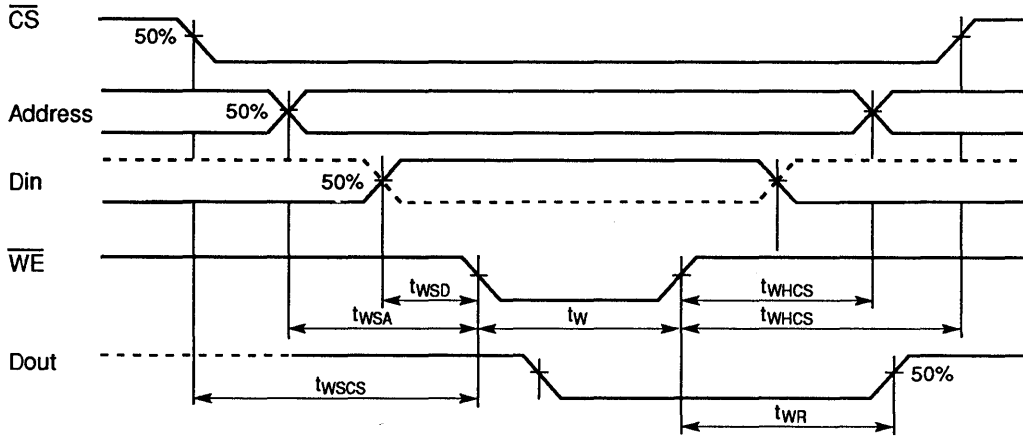 CS
50%
Address
50%
Din
50%
WE
tWSD
tWHCS
tWSA
tW
tWHCS
Dout
50%
tWSCS
tWR